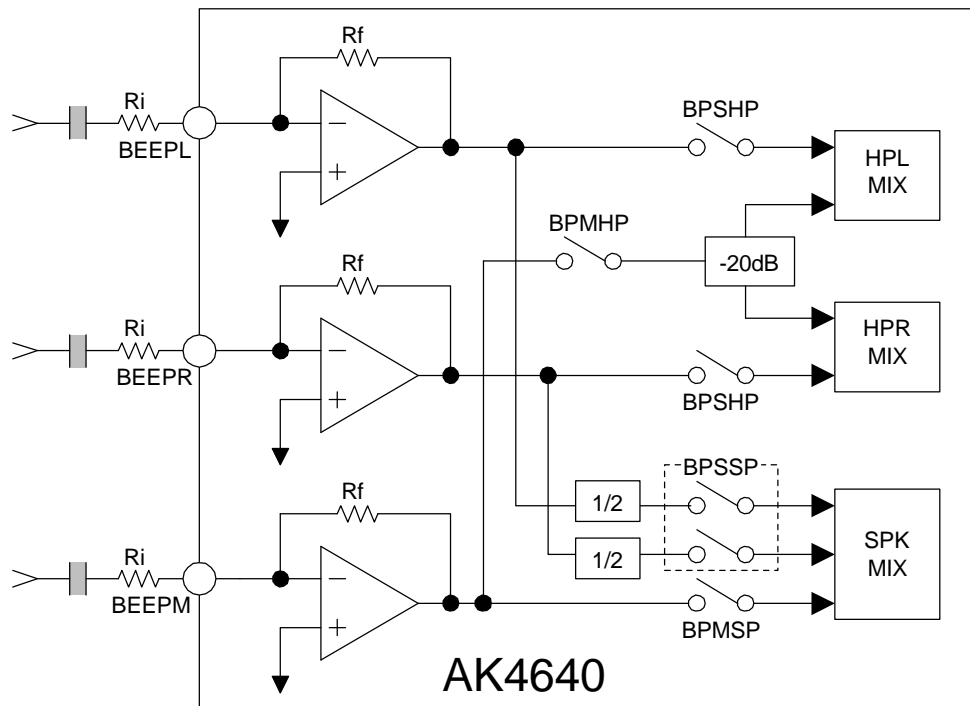 Rf
Ri
BEEPL
−
+
BPSHP
HPL
MIX
BPMHP
-20dB
Rf
Ri
BEEPR
−
+
BPSHP
HPR
MIX
BPSSP
1/2
1/2
Rf
Ri
BEEPM
−
+
BPMSP
SPK
MIX
AK4640